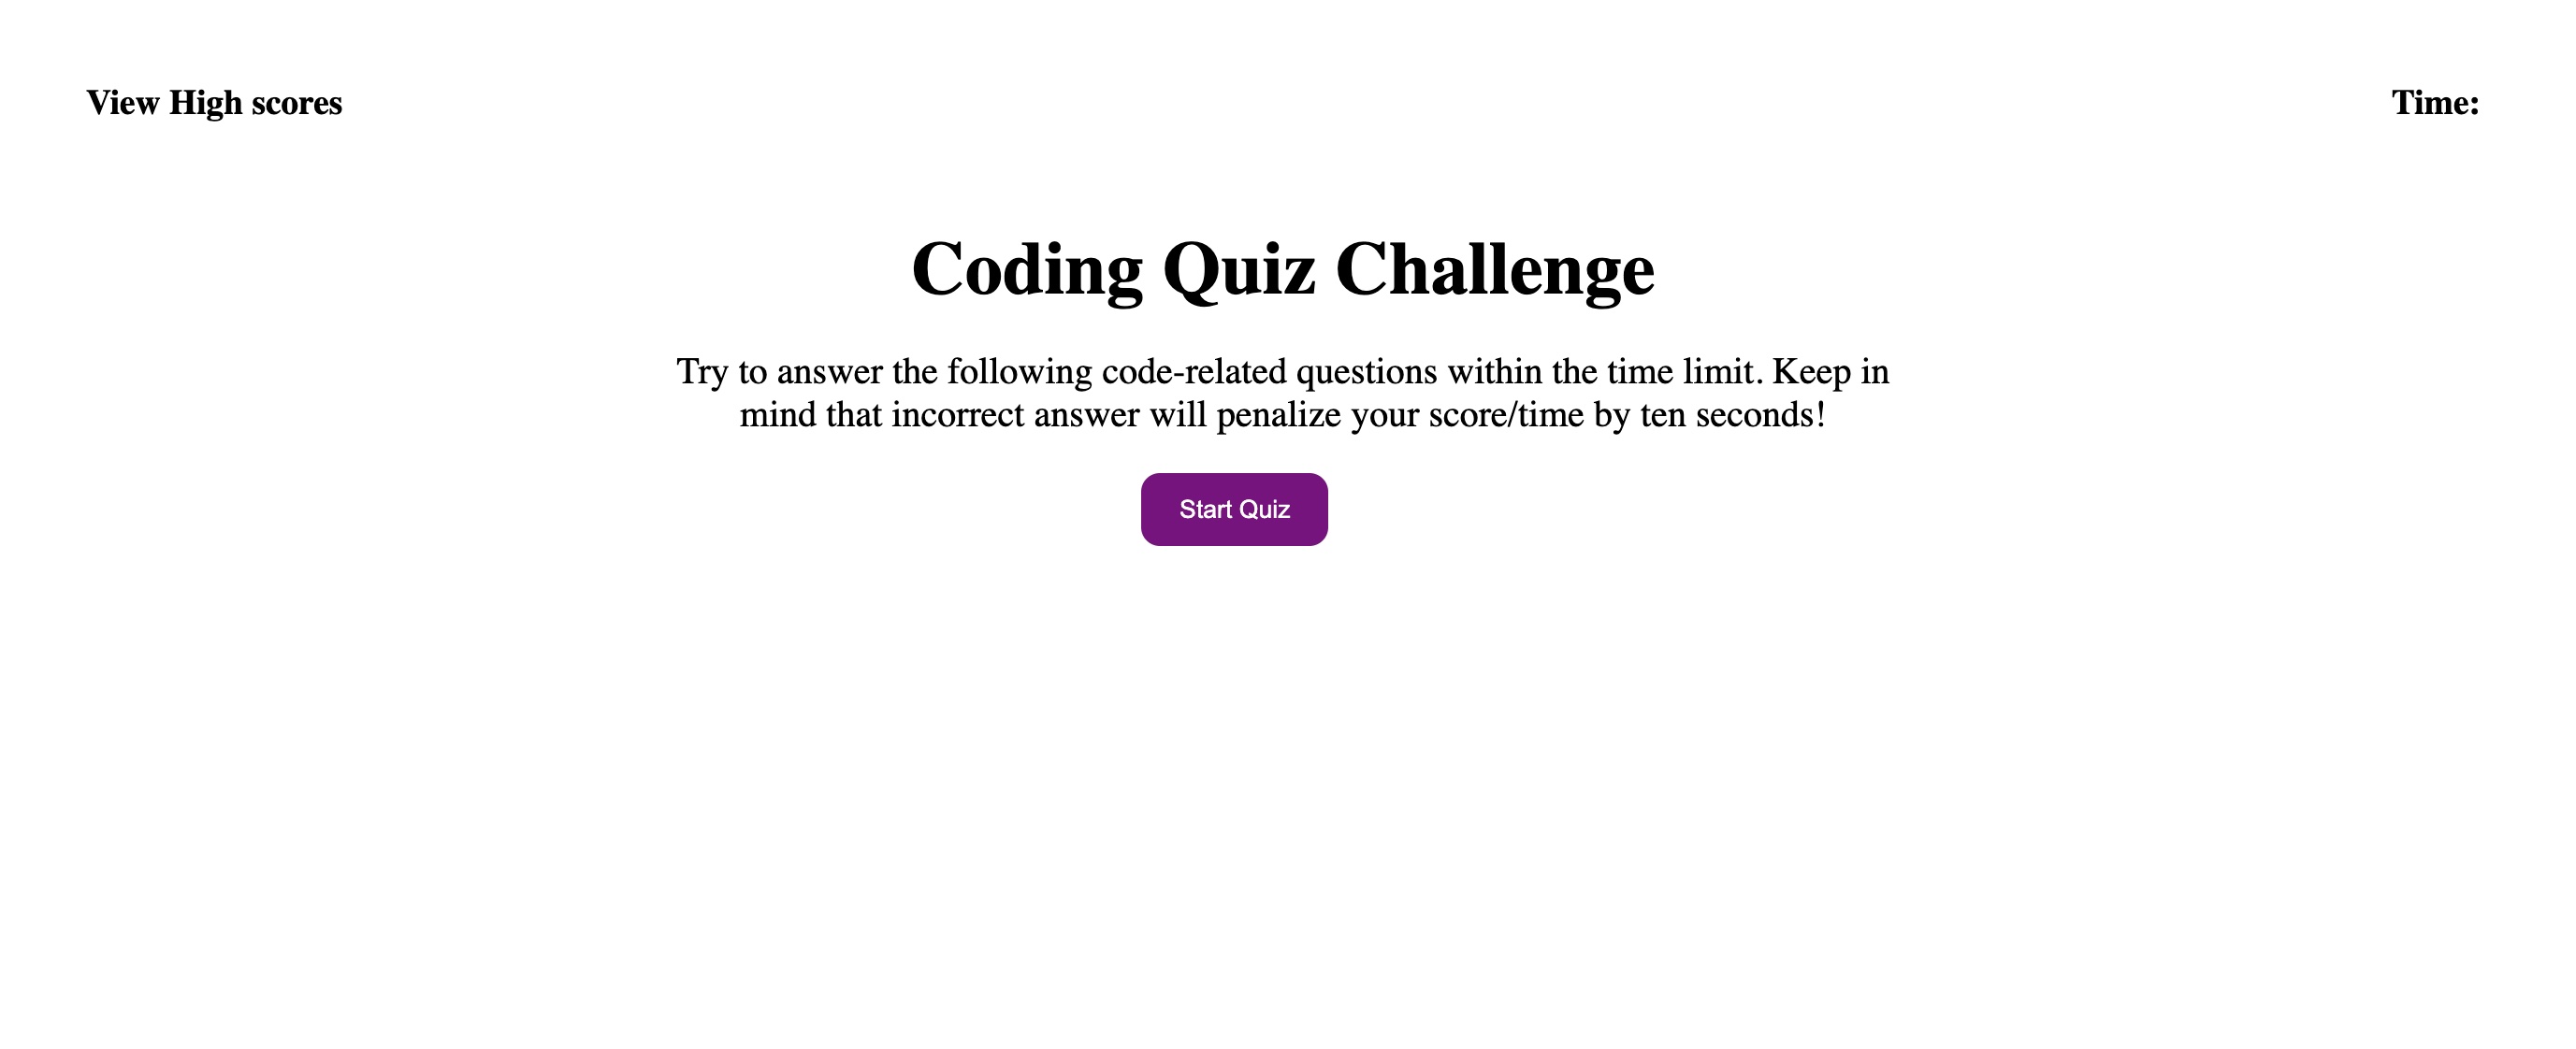 View High scores
Time:
Coding Quiz Challenge
Try to answer the following code-related questions within the time limit. Keep in
mind that incorrect answer will penalize your score/time by ten seconds!
Start Quiz